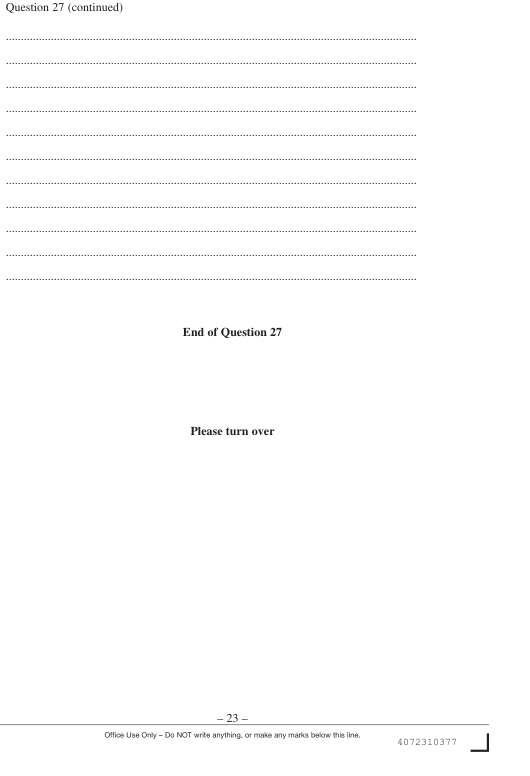 Question 27 (continued)
...........................................................................................................................................
...........................................................................................................................................
...........................................................................................................................................
...........................................................................................................................................
...........................................................................................................................................
...........................................................................................................................................
...........................................................................................................................................
...........................................................................................................................................
...........................................................................................................................................
...........................................................................................................................................
...........................................................................................................................................
End of Question 27
Please turn over
– 23 –
Office Use Only – Do NOT write anything, or make any marks below this line.
4072310377